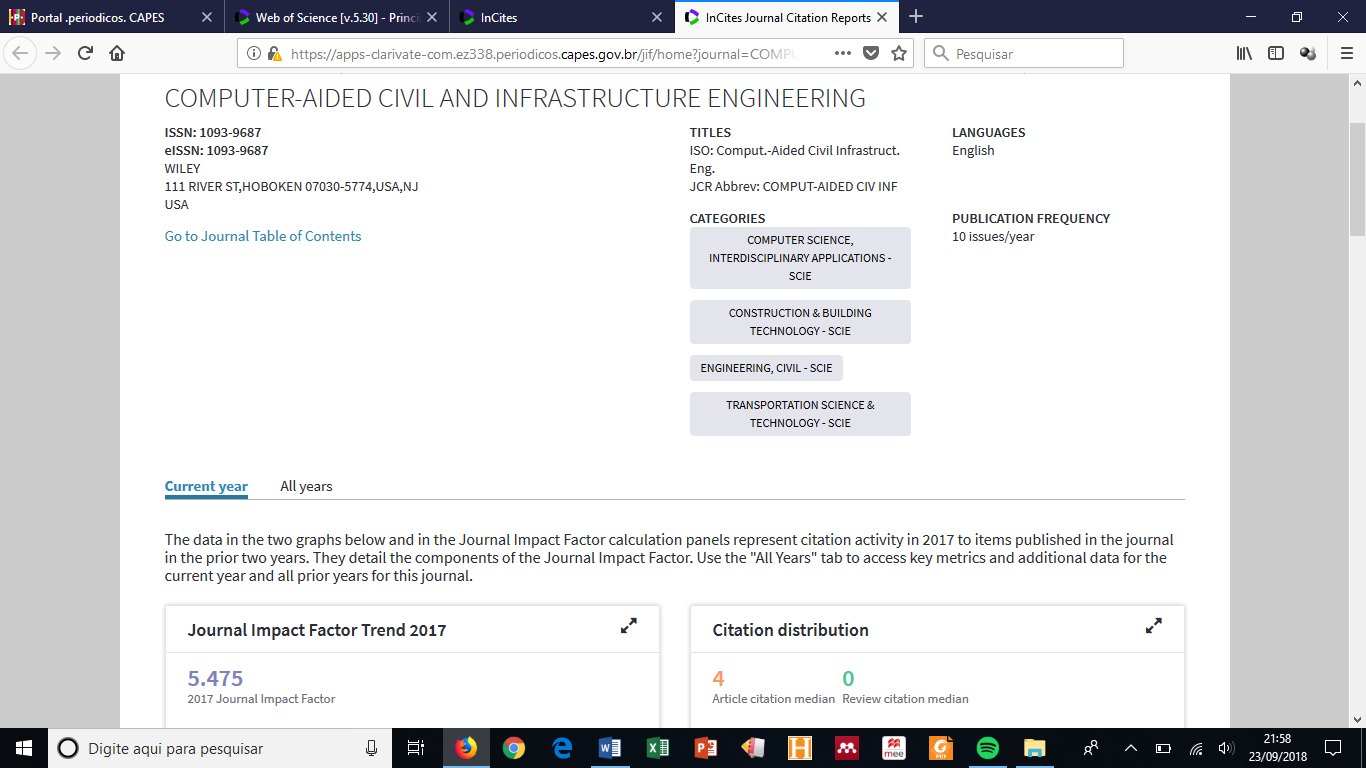 Portal .periodicos. CAPES
Web of Science [v.5.30] - Princi
InCites
InCites Journal Citation Reports
https://apps-clarivate-com.ez338.periodicos.capes.gov.br/jif/home?journal=COMPU
Pesquisar
COMPUTER-AIDED CIVIL AND INFRASTRUCTURE ENGINEERING
ISSN: 1093-9687
eISSN: 1093-9687
WILEY
111 RIVER ST,HOBOKEN 07030-5774,USA,NJ
USA
Go to Journal Table of Contents
TITLES
ISO: Comput.-Aided Civil Infrastruct.
Eng.
JCR Abbrev: COMPUT-AIDED CIV INF
LANGUAGES
English
CATEGORIES
COMPUTER SCIENCE,
INTERDISCIPLINARY APPLICATIONS -
SCIE
CONSTRUCTION & BUILDING
TECHNOLOGY - SCIE
ENGINEERING, CIVIL - SCIE
TRANSPORTATION SCIENCE &
TECHNOLOGY - SCIE
PUBLICATION FREQUENCY
10 issues/year
Current year
All years
The data in the two graphs below and in the Journal Impact Factor calculation panels represent citation activity in 2017 to items published in the journal
in the prior two years. They detail the components of the Journal Impact Factor. Use the "All Years" tab to access key metrics and additional data for the
current year and all prior years for this journal.
Journal Impact Factor Trend 2017
5.475
2017 Journal Impact Factor
Citation distribution
4
Article citation median
0
Review citation median
Digite aqui para pesquisar
mee
PDF
21:58
23/09/2018